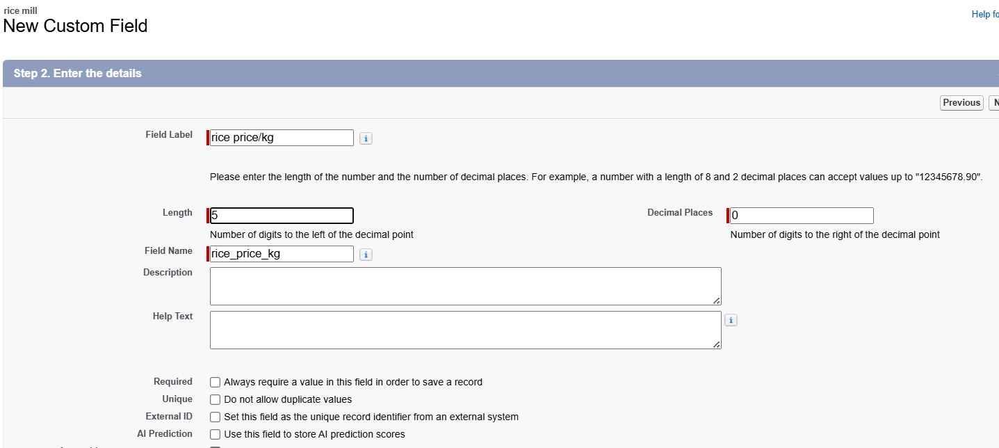 rice mill
Help fo
New Custom Field
Step 2. Enter the details
Previous
N
Field Label
rice price/kg
i
Please enter the length of the number and the number of decimal places. For example, a number with a length of 8 and 2 decimal places can accept values up to "12345678.90".
Length
5
Decimal Places
0
Number of digits to the left of the decimal point
Number of digits to the right of the decimal point
Field Name
rice_price_kg
i
Description
Help Text
i
Required
Always require a value in this field in order to save a record
Unique
Do not allow duplicate values
External ID
Set this field as the unique record identifier from an external system
AI Prediction
Use this field to store AI prediction scores